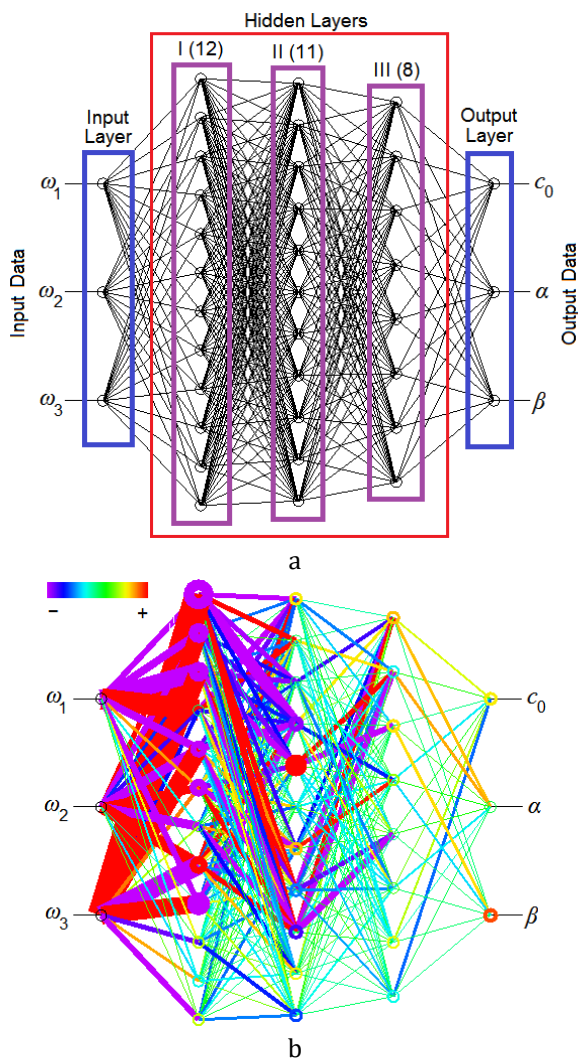 Hidden Layers
I (12)
II (11)
III (8)
Input
Layer
Output
Layer
Input Data
ω1
ω2
ω3
c0
α
β
Output Data
a
− +
ω1
ω2
ω3
c0
α
β
b